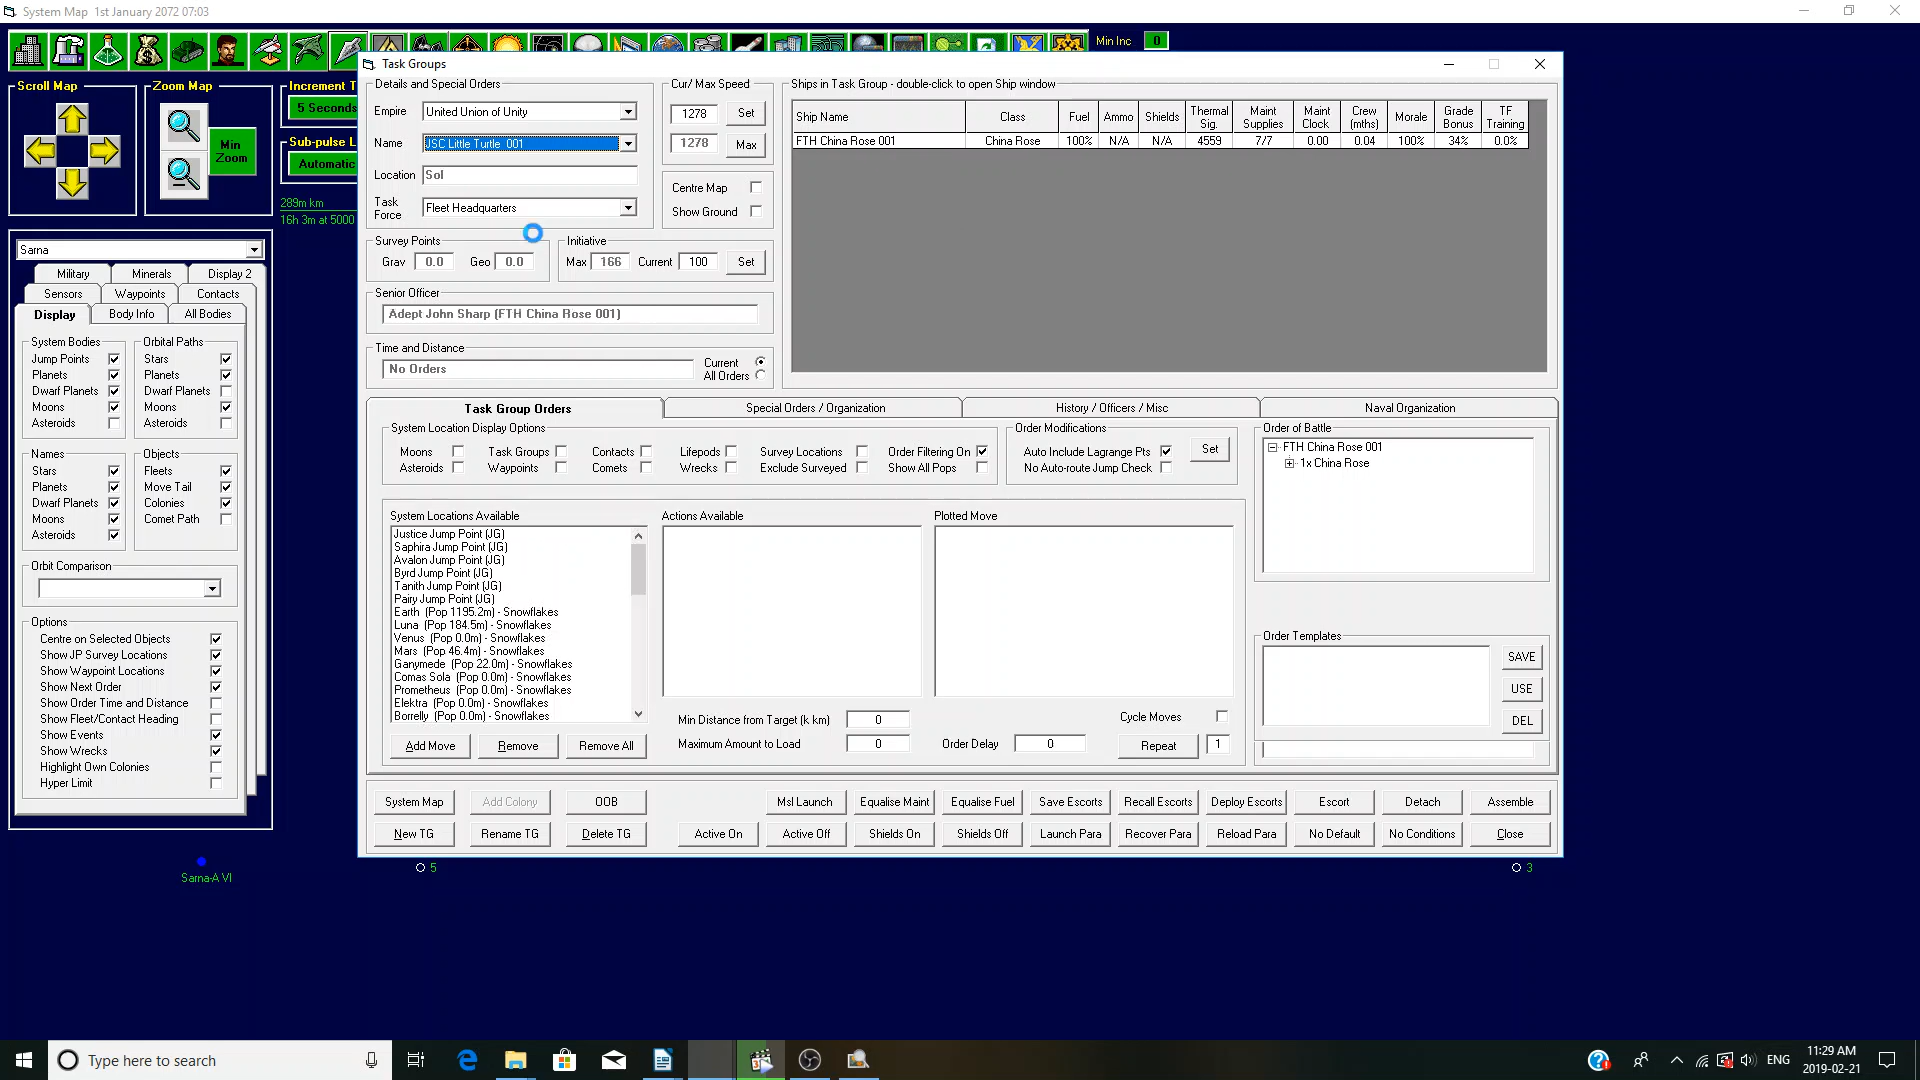 System Map  1st January 2072 07:03
Min Inc 0
Scroll Map
Zoom Map
Min Zoom
Increment T
5 Seconds
Sub-pulse L
Automatic
289m km
16h 3m at 5000
Sarna
Military Minerals Display 2
Sensors Waypoints Contacts
Display Body Info All Bodies
System Bodies
Jump Points
Planets
Dwarf Planets
Moons
Asteroids
Orbital Paths
Stars
Planets
Dwarf Planets
Moons
Asteroids
Names
Stars
Planets
Dwarf Planets
Moons
Asteroids
Objects
Fleets
Move Tail
Colonies
Comet Path
Orbit Comparison
Options
Centre on Selected Objects
Show JP Survey Locations
Show Waypoint Locations
Show Next Order
Show Order Time and Distance
Show Fleet/Contact Heading
Show Events
Show Wrecks
Highlight Own Colonies
Hyper Limit
Sarna-A VI
5
3
Task Groups
Details and Special Orders
Empire United Union of Unity
Name JSC Little Turtle  001
Location Sol
Task Force Fleet Headquarters
Cur/ Max Speed
1278 Set
1278 Max
Centre Map
Show Ground
Survey Points
Grav 0.0 Geo 0.0
Initiative
Max 166 Current 100 Set
Senior Officer
Adept John Sharp (FTH China Rose 001)
Time and Distance
No Orders
Current
All Orders
Ships in Task Group - double-click to open Ship window
Ship Name Class Fuel Ammo Shields Thermal Sig. Maint Supplies Maint Clock Crew (mths) Morale Grade Bonus TF Training
FTH China Rose 001 China Rose 100% N/A N/A 4559 7/7 0.00 0.04 100% 34% 0.0%
Task Group Orders
Special Orders / Organization
History / Officers / Misc
Naval Organization
System Location Display Options
Moons Task Groups Contacts Lifepods Survey Locations Order Filtering On
Asteroids Waypoints Comets Wrecks Exclude Surveyed Show All Pops
Order Modifications
Auto Include Lagrange Pts
No Auto-route Jump Check
Set
Order of Battle
FTH China Rose 001
1x China Rose
System Locations Available
Justice Jump Point (JG)
Saphira Jump Point (JG)
Avalon Jump Point (JG)
Byrd Jump Point (JG)
Tanith Jump Point (JG)
Pairy Jump Point (JG)
Earth  (Pop 1195.2m) - Snowflakes
Luna  (Pop 184.5m) - Snowflakes
Venus  (Pop 0.0m) - Snowflakes
Mars  (Pop 46.4m) - Snowflakes
Ganymede  (Pop 22.0m) - Snowflakes
Comas Sola  (Pop 0.0m) - Snowflakes
Prometheus  (Pop 0.0m) - Snowflakes
Elektra  (Pop 0.0m) - Snowflakes
Borrelly  (Pop 0.0m) - Snowflakes
Actions Available
Plotted Move
Add Move Remove Remove All
Min Distance from Target (k km) 0
Maximum Amount to Load 0
Order Delay 0
Cycle Moves
Repeat 1
Order Templates
SAVE
USE
DEL
System Map Add Colony OOB Msl Launch Equalise Maint Equalise Fuel Save Escorts Recall Escorts Deploy Escorts Escort Detach Assemble
New TG Rename TG Delete TG Active On Active Off Shields On Shields Off Launch Para Recover Para Reload Para No Default No Conditions Close
Type here to search
ENG
11:29 AM
2019-02-21